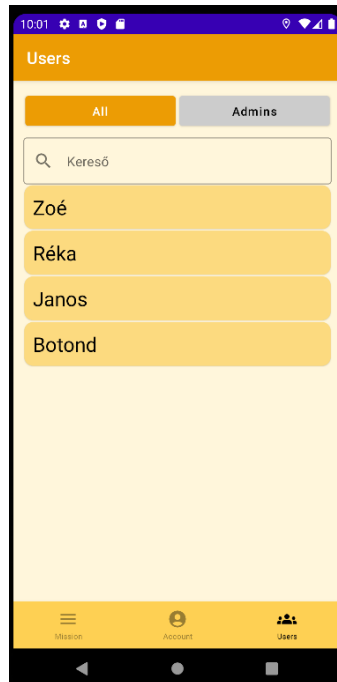 10:01
Users
All Admins
Kereső
Zoé
Réka
Janos
Botond
Mission Account Users